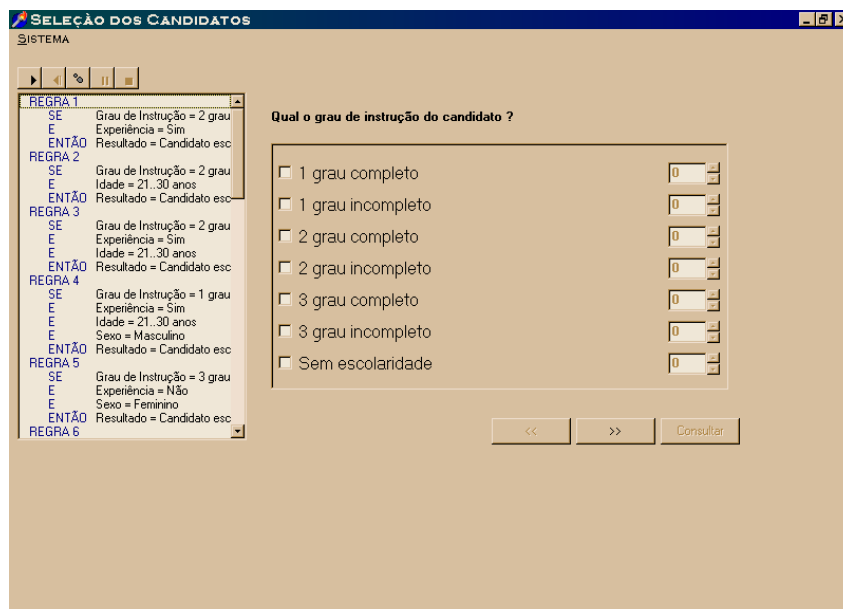 SELEÇÃO DOS CANDIDATOS
SISTEMA
REGRA 1
SE Grau de Instrução = 2 grau
E Experiência = Sim
ENTÃO Resultado = Candidato esc
REGRA 2
SE Grau de Instrução = 2 grau
E Idade = 21..30 anos
ENTÃO Resultado = Candidato esc
REGRA 3
SE Grau de Instrução = 2 grau
E Experiência = Sim
E Idade = 21..30 anos
ENTÃO Resultado = Candidato esc
REGRA 4
SE Grau de Instrução = 1 grau
E Experiência = Sim
E Idade = 21..30 anos
E Sexo = Masculino
ENTÃO Resultado = Candidato esc
REGRA 5
SE Grau de Instrução = 3 grau
E Experiência = Não
E Sexo = Feminino
ENTÃO Resultado = Candidato esc
REGRA 6
Qual o grau de instrução do candidato ?
1 grau completo 0
1 grau incompleto 0
2 grau completo 0
2 grau incompleto 0
3 grau completo 0
3 grau incompleto 0
Sem escolaridade 0
<< >> Consultar